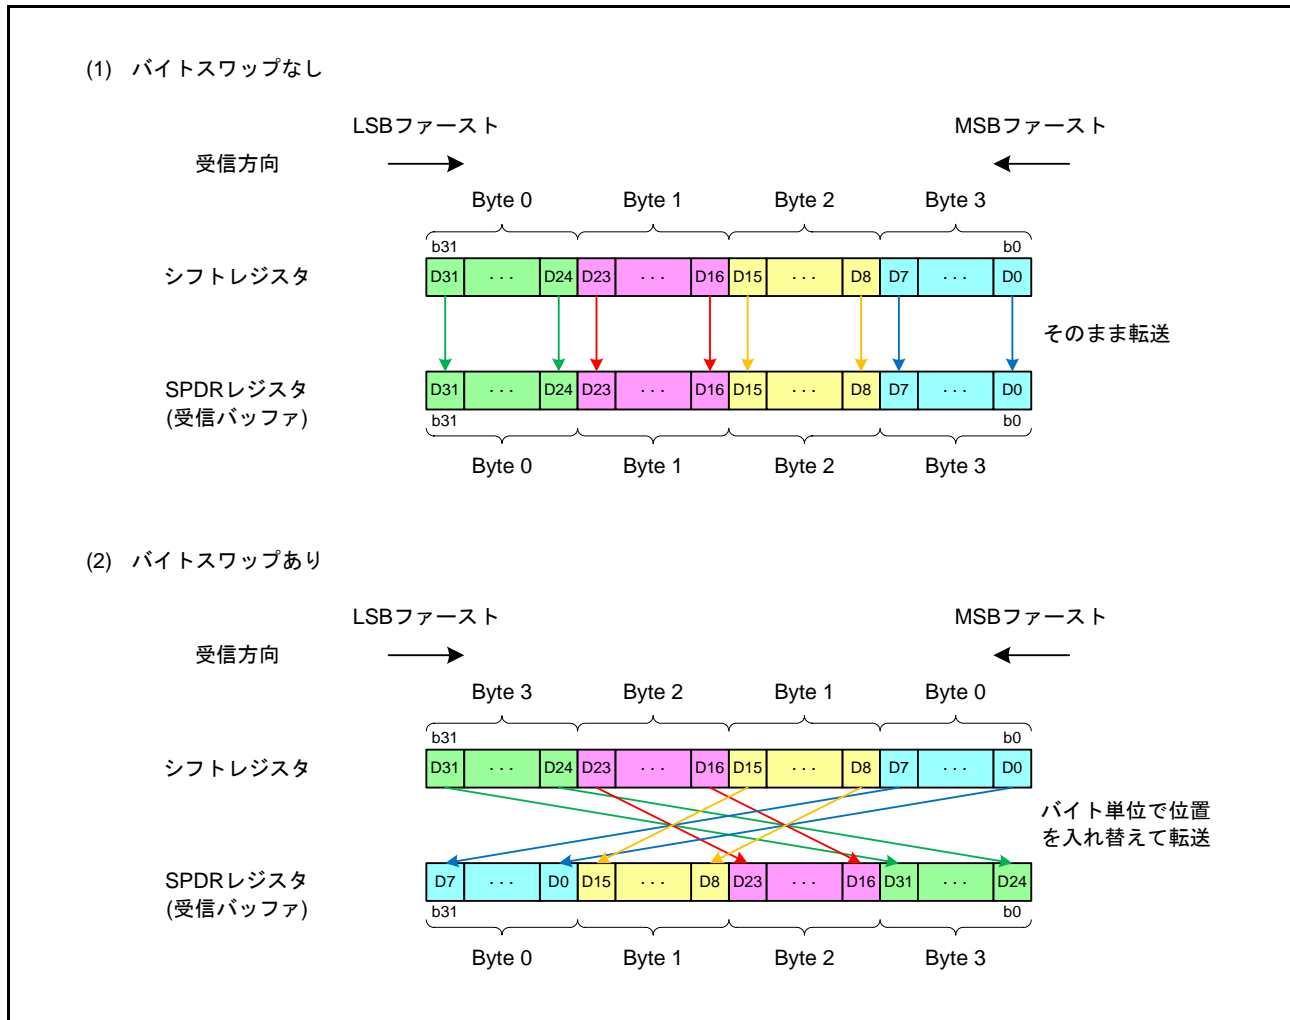 (1) バイトスワップなし
LSBファースト MSBファースト
受信方向
Byte 0 Byte 1 Byte 2 Byte 3
b31 b0
シフトレジスタ D31 ··· D24 D23 ··· D16 D15 ··· D8 D7 ··· D0
そのまま転送
SPDRレジスタ D31 ··· D24 D23 ··· D16 D15 ··· D8 D7 ··· D0
(受信バッファ) b31 b0
Byte 0 Byte 1 Byte 2 Byte 3
(2) バイトスワップあり
LSBファースト MSBファースト
受信方向
Byte 3 Byte 2 Byte 1 Byte 0
b31 b0
シフトレジスタ D31 ··· D24 D23 ··· D16 D15 ··· D8 D7 ··· D0
バイト単位で位置
を入れ替えて転送
SPDRレジスタ D7 ··· D0 D15 ··· D8 D23 ··· D16 D31 ··· D24
(受信バッファ) b31 b0
Byte 0 Byte 1 Byte 2 Byte 3